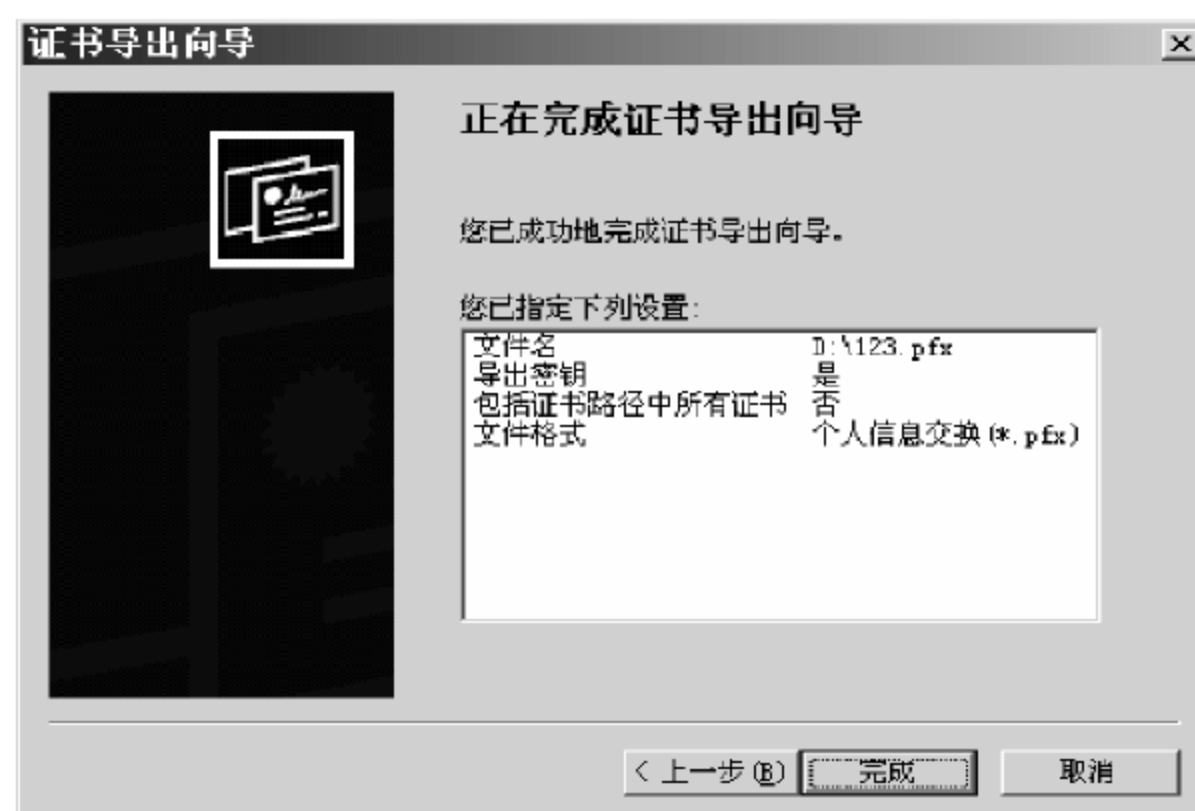 证书导出向导
正在完成证书导出向导
您已成功地完成证书导出向导。
您已指定下列设置:
文件名 D:\123.pfx
导出密钥 是
包括证书路径中所有证书 否
文件格式 个人信息交换(*.pfx)
< 上一步(B) 完成 取消